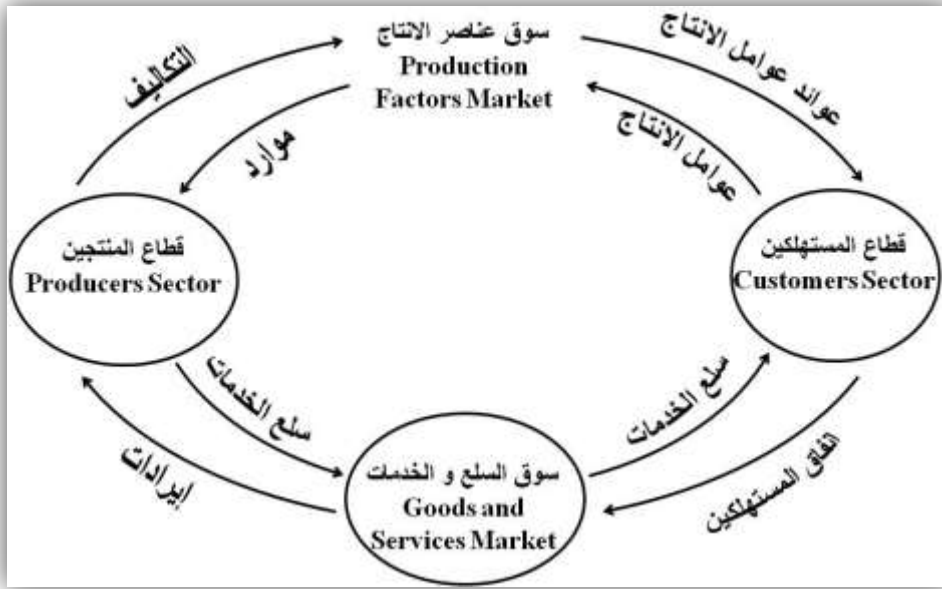 سوق عناصر الانتاج
Production
Factors Market
التكاليف
عوائد عوامل الانتاج
موارد
عوامل الانتاج
قطاع المنتجين
Producers Sector
قطاع المستهلكين
Customers Sector
سلع الخدمات
سلع الخدمات
إيرادات
انفاق المستهلكين
سوق السلع و الخدمات
Goods and
Services Market